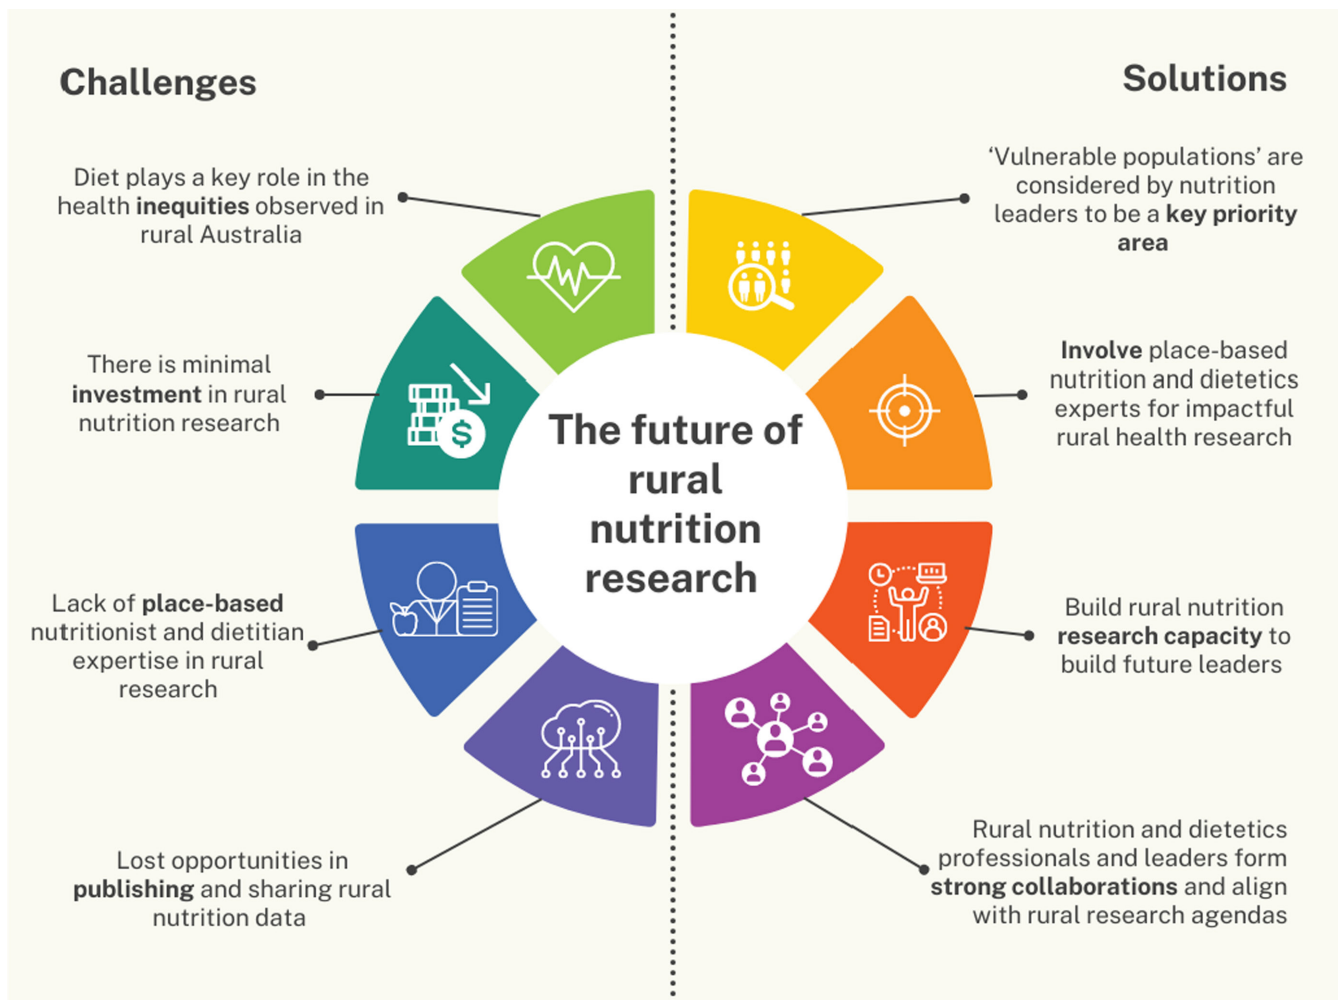 Challenges
Diet plays a key role in the
health inequities observed in
rural Australia
There is minimal
investment in rural
nutrition research
Lack of place-based
nutritionist and dietitian
expertise in rural
research
Lost opportunities in
publishing and sharing rural
nutrition data
The future of
rural
nutrition
research
$
Solutions
‘Vulnerable populations’ are
considered by nutrition
leaders to be a key priority
area
Involve place-based
nutrition and dietetics
experts for impactful
rural health research
Build rural nutrition
research capacity to
build future leaders
Rural nutrition and dietetics
professionals and leaders form
strong collaborations and align
with rural research agendas